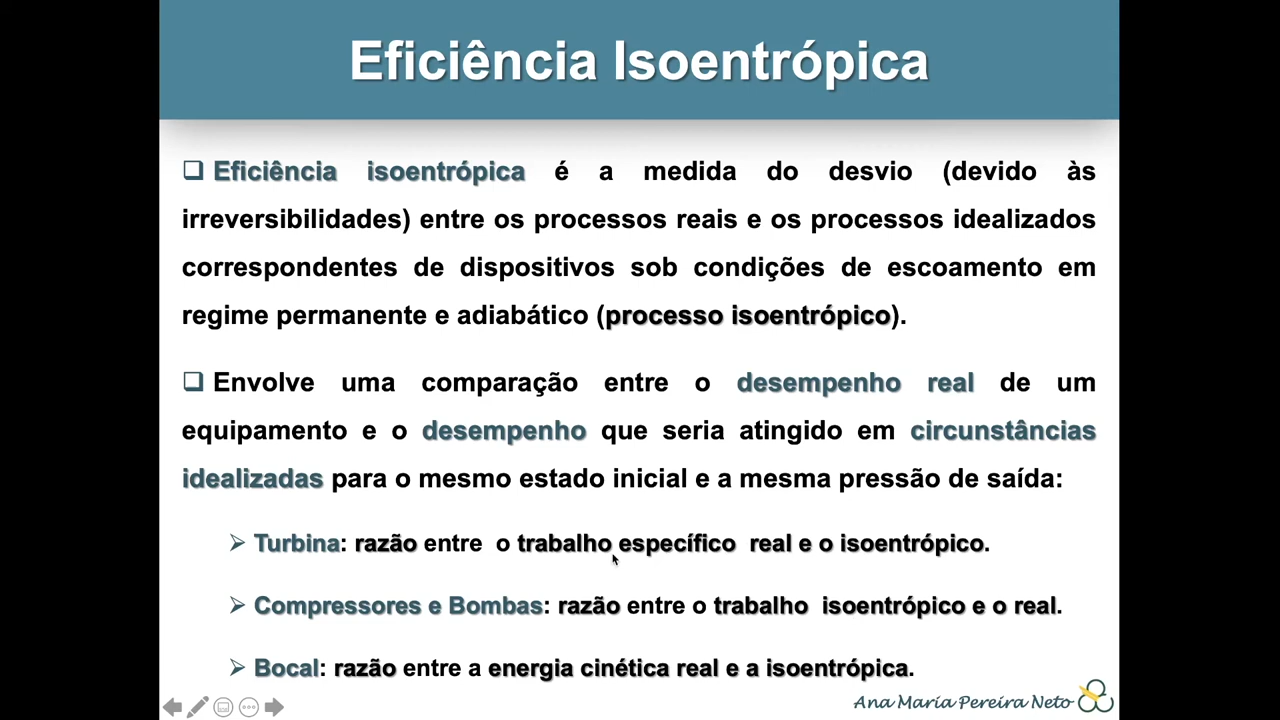 Eficiência Isoentrópica
Eficiência isoentrópica é a medida do desvio (devido às
irreversibilidades) entre os processos reais e os processos idealizados
correspondentes de dispositivos sob condições de escoamento em
regime permanente e adiabático (processo isoentrópico).
Envolve uma comparação entre o desempenho real de um
equipamento e o desempenho que seria atingido em circunstâncias
idealizadas para o mesmo estado inicial e a mesma pressão de saída:
Turbina: razão entre o trabalho específico real e o isoentrópico.
Compressores e Bombas: razão entre o trabalho isoentrópico e o real.
Bocal: razão entre a energia cinética real e a isoentrópica.
Ana Maria Pereira Neto